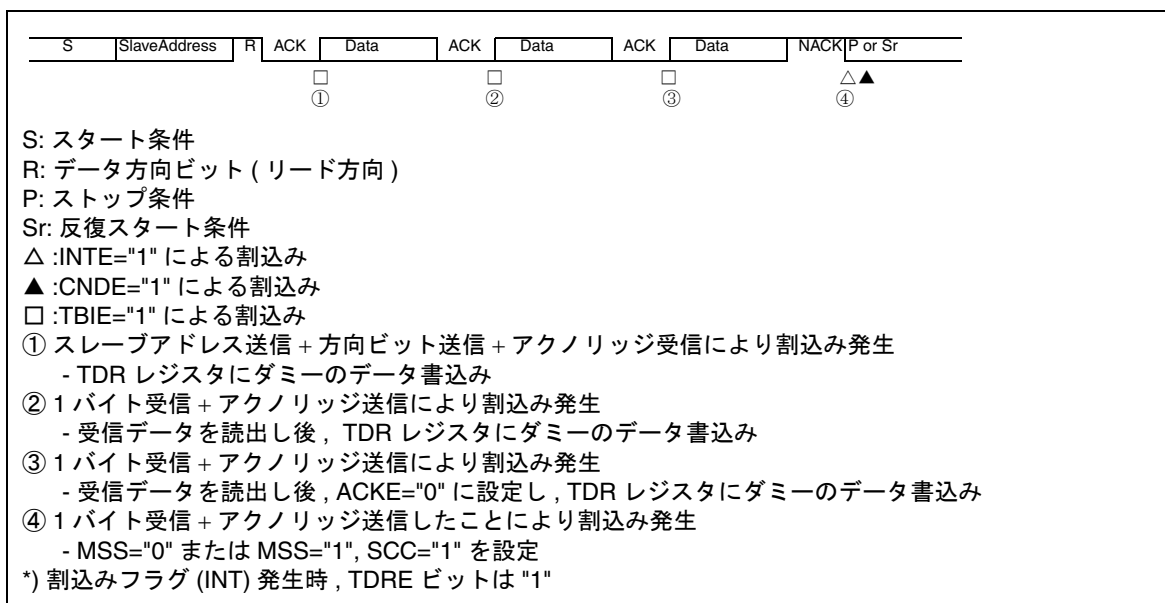 S SlaveAddress R ACK Data ACK Data ACK Data NACK P or Sr
□ □ □ △▲
① ② ③ ④
S: スタート条件
R: データ方向ビット ( リード方向 )
P: ストップ条件
Sr: 反復スタート条件
△ :INTE="1" による割込み
▲ :CNDE="1" による割込み
□ :TBIE="1" による割込み
① スレーブアドレス送信 + 方向ビット送信 + アクノリッジ受信により割込み発生
- TDR レジスタにダミーのデータ書込み
② 1 バイト受信 + アクノリッジ送信により割込み発生
- 受信データを読出し後 , TDR レジスタにダミーのデータ書込み
③ 1 バイト受信 + アクノリッジ送信により割込み発生
- 受信データを読出し後 , ACKE="0" に設定し , TDR レジスタにダミーのデータ書込み
④ 1 バイト受信 + アクノリッジ送信したことにより割込み発生
- MSS="0" または MSS="1", SCC="1" を設定
*) 割込みフラグ (INT) 発生時 , TDRE ビットは "1"